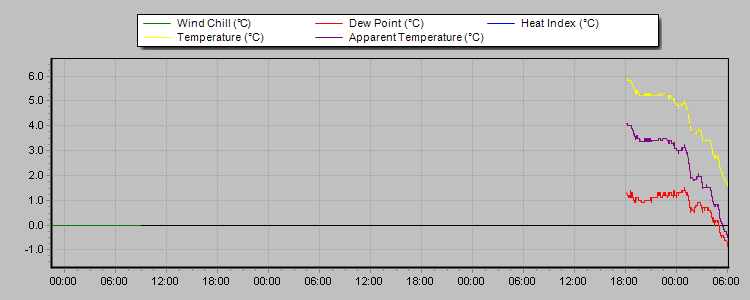 Wind Chill (°C) Dew Point (°C) Heat Index (°C)
Temperature (°C) Apparent Temperature (°C)
6.0
5.0
4.0
3.0
2.0
1.0
0.0
-1.0
00:00 06:00 12:00 18:00 00:00 06:00 12:00 18:00 00:00 06:00 12:00 18:00 00:00 06:00